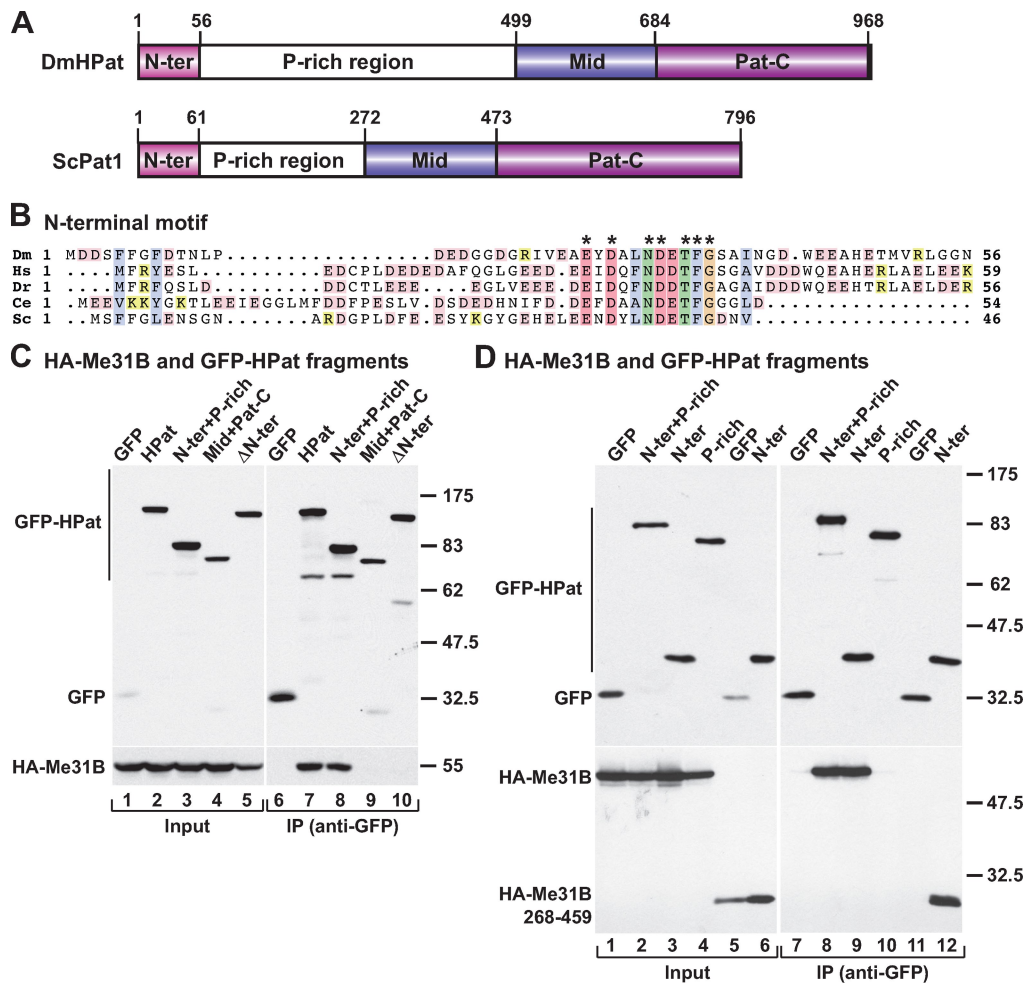 A
1 56 499 684 968
DmHPat N-ter P-rich region Mid Pat-C
1 61 272 473 796
ScPat1 N-ter P-rich region Mid Pat-C
B N-terminal motif
* * ** ***
Dm 1 MDDSFFGFDTNLP..................DEDGGDGRIVEAEYDALNDETFGSAINGD.WEEAHETMVRLGGN 56
Hs 1 ....MFRYESL..........EDCPLDEDEDAFQGLGEED.EEIDQFNDDTFGSGAVDDDWQEAHERLAELEEK 59
Dr 1 ....MFRFQSLD.........DDCTLEEE...EGLVEEED.EIDQFNDDTFGAGAIDDDWQEEHTRLAELDER 56
Ce 1 .MEEVKKYGKTLEEIEGGLMFDDFPESLV.DSDEDHNIFD.DEFDAANDETFGGGLD................. 54
Sc 1 ..MSFFGLENSGN.......ARDGPLDFE.ESYKGYGEHELEENDYLNDETFGDNV.................. 46
C HA-Me31B and GFP-HPat fragments
GFP HPat N-ter+P-rich Mid+Pat-C ΔN-ter GFP HPat N-ter+P-rich Mid+Pat-C ΔN-ter
175
GFP-HPat
83
62
47.5
GFP 32.5
HA-Me31B 55
1 2 3 4 5 6 7 8 9 10
Input IP (anti-GFP)
D HA-Me31B and GFP-HPat fragments
GFP N-ter+P-rich N-ter P-rich GFP N-ter GFP N-ter+P-rich N-ter P-rich GFP N-ter
175
83
GFP-HPat 62
47.5
GFP 32.5
HA-Me31B
47.5
32.5
HA-Me31B
268-459
1 2 3 4 5 6 7 8 9 10 11 12
Input IP (anti-GFP)